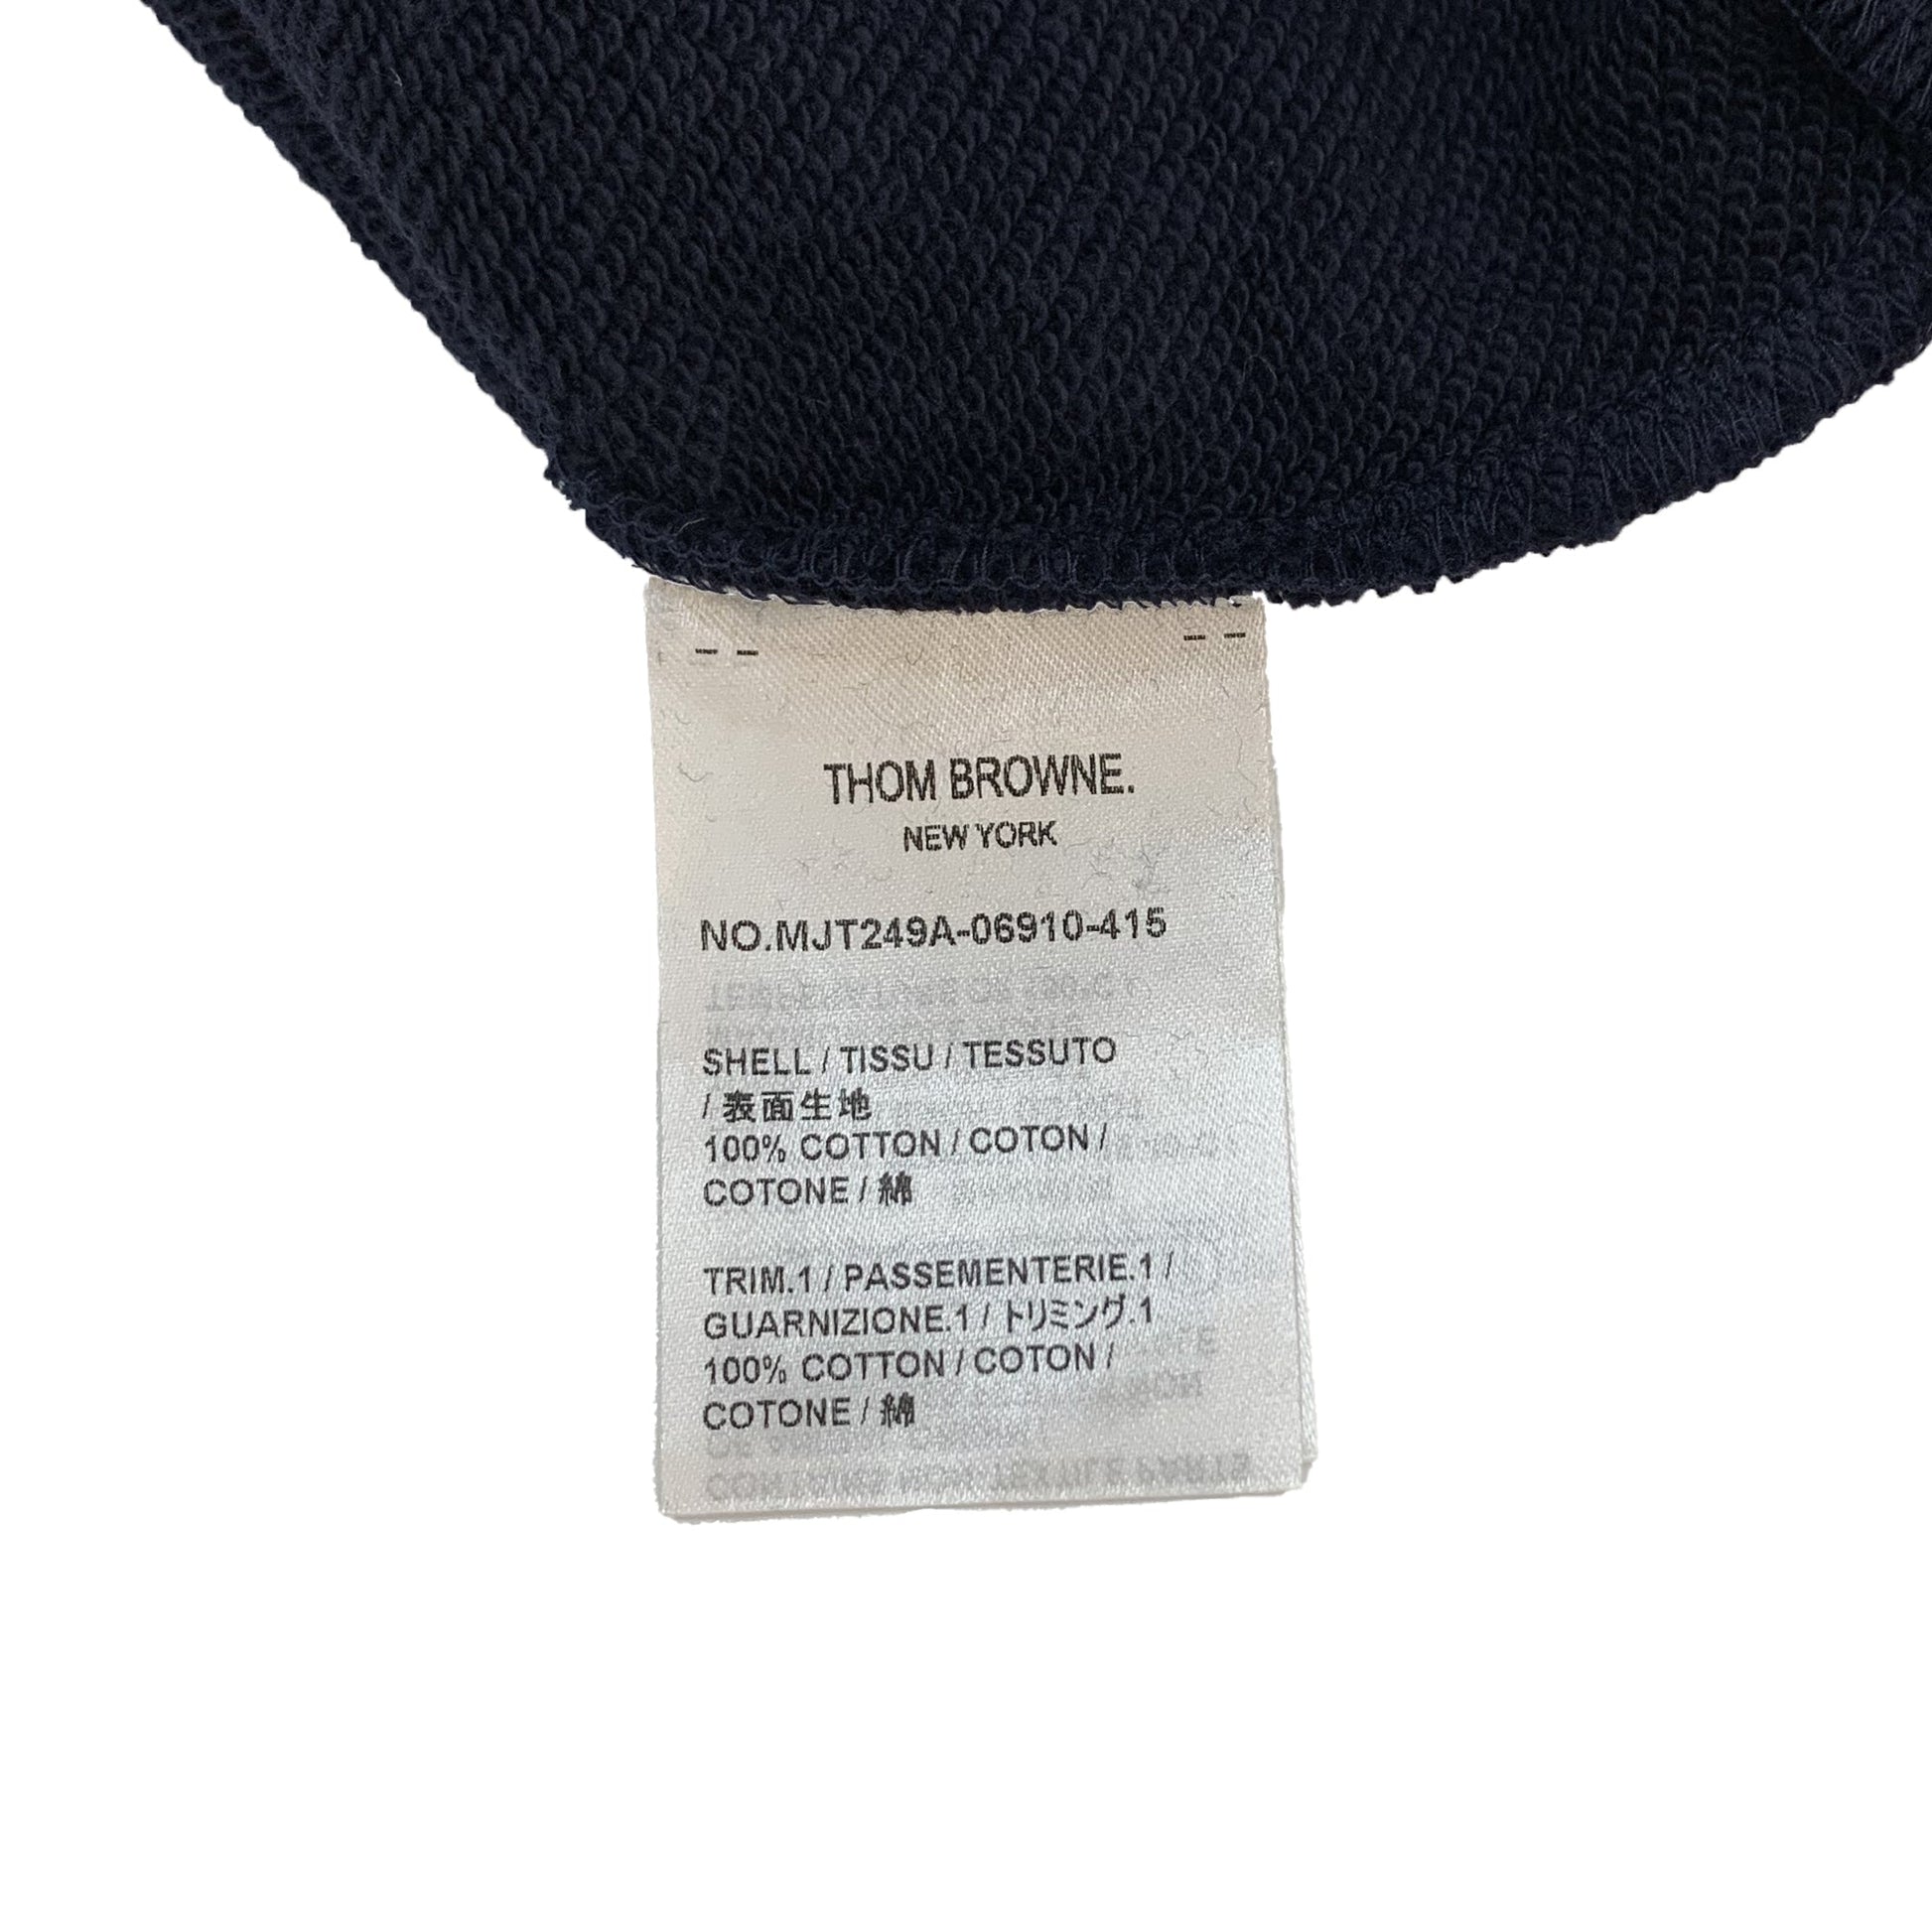 THOM BROWNE.
NEW YORK
NO.MJT249A-06910-415
SHELL / TISSU / TESSUTO
/ 表面生地
100% COTTON / COTON /
COTONE / 綿
TRIM.1 / PASSEMENTERIE.1 /
GUARNIZIONE.1 / トリミング.1
100% COTTON / COTON /
COTONE / 綿